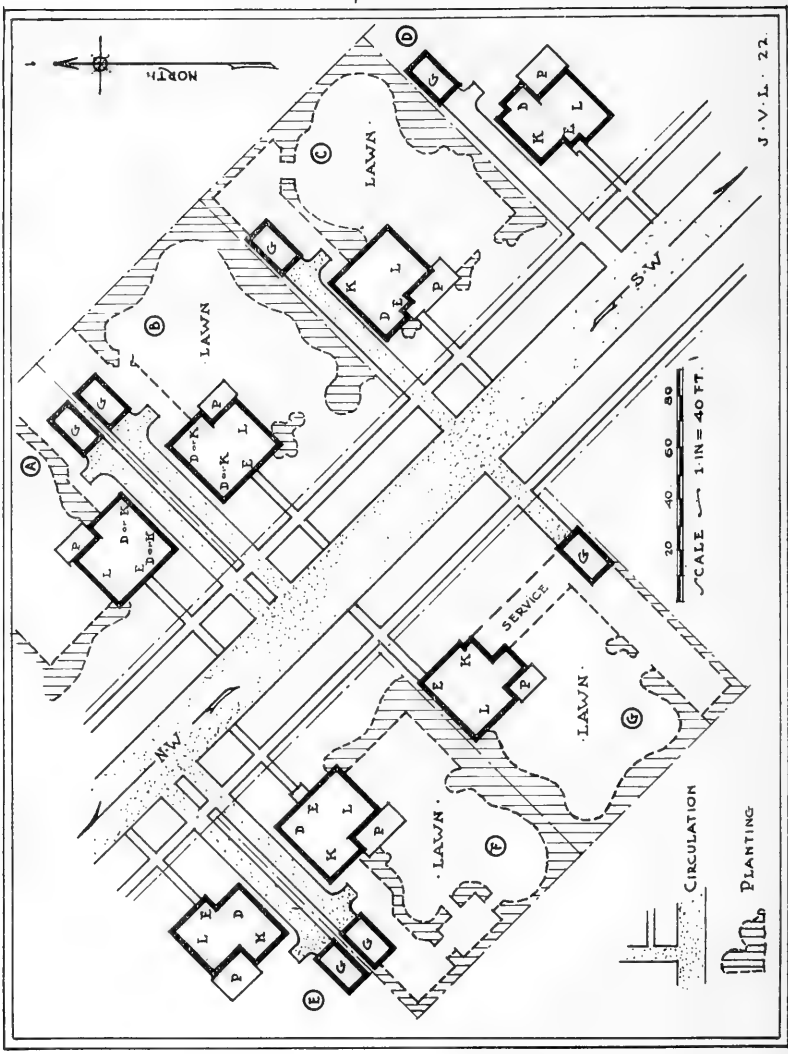 NORTH
J.V.L. 22
A
P
L
D or K
E
D or K
G
G
B
LAWN
P
D or K
D or K
L
E
G
C
LAWN
K
L
D
E
P
D
G
P
D
L
K
E
N.W
S.W
L
E
D
K
P
G
E
G
D
E
L
K
P
LAWN
F
E
K
L
P
SERVICE
G
LAWN
G
20 40 60 80
SCALE 1 IN = 40 FT.
CIRCULATION
PLANTING